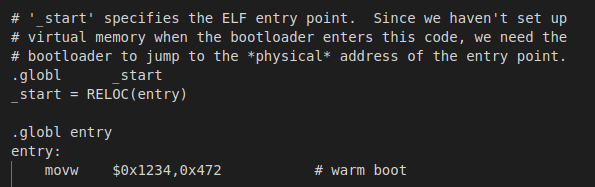 # '_start' specifies the ELF entry point.  Since we haven't set up
# virtual memory when the bootloader enters this code, we need the
# bootloader to jump to the *physical* address of the entry point.
.globl      _start
_start = RELOC(entry)
.globl entry
entry:
    movw    $0x1234,0x472           # warm boot